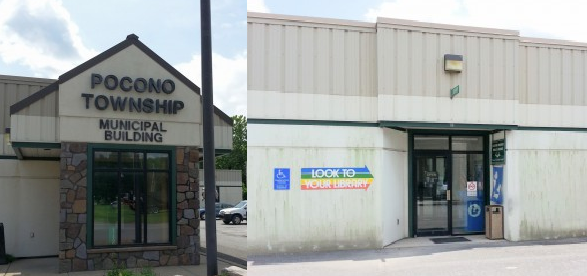 POCONO
TOWNSHIP
MUNICIPAL
BUILDING
LOOK TO
YOUR LIBRARY